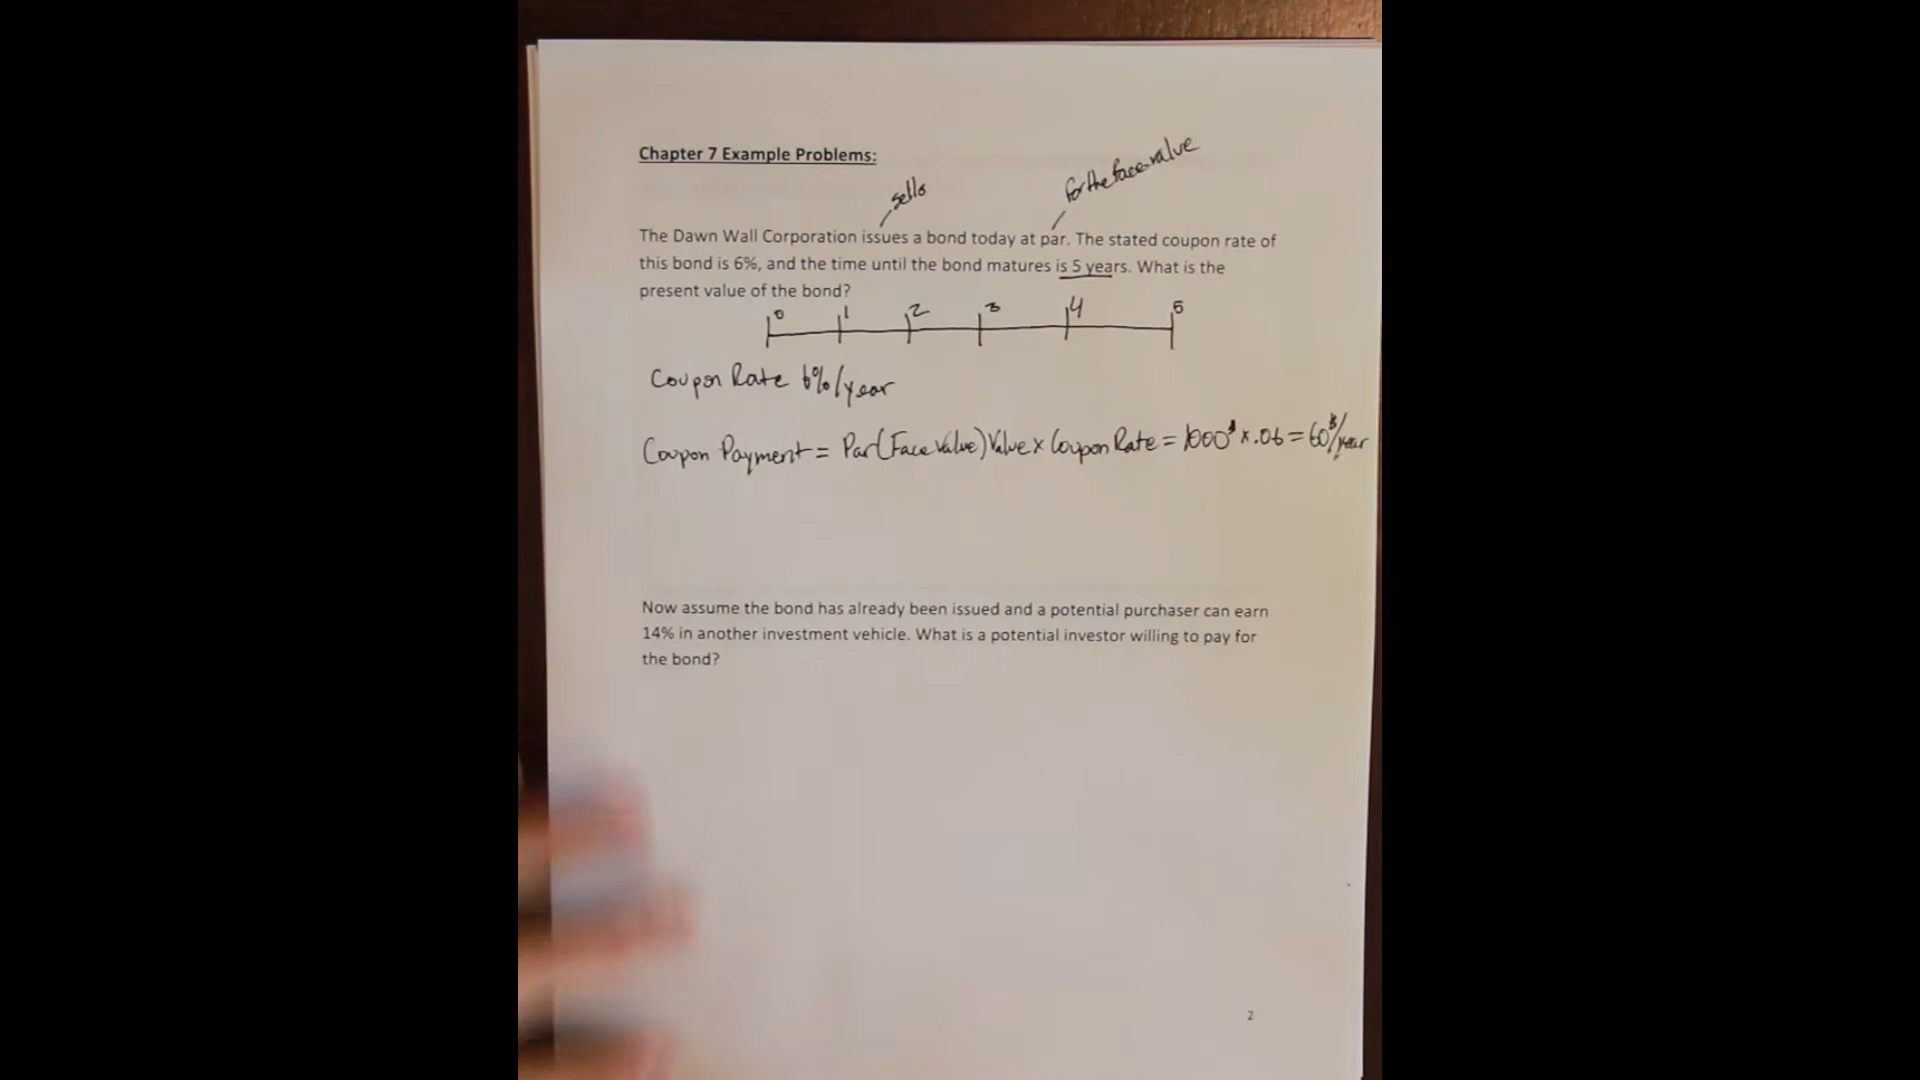 Chapter 7 Example Problems:
sells
for the face value
The Dawn Wall Corporation issues a bond today at par. The stated coupon rate of
this bond is 6%, and the time until the bond matures is 5 years. What is the
present value of the bond?
0 1 2 3 4 5
Coupon Rate 6%/year
Coupon Payment = Par (Face Value) Value x Coupon Rate = 1000$ x .06 = 60$/year
Now assume the bond has already been issued and a potential purchaser can earn
14% in another investment vehicle. What is a potential investor willing to pay for
the bond?
2